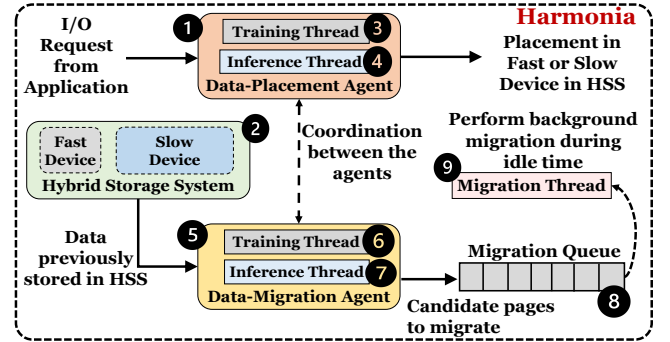 Harmonia
I/O
Request
from
Application
1
Training Thread 3
Inference Thread 4
Data-Placement Agent
Placement in
Fast or Slow
Device in HSS
2
Fast
Device
Slow
Device
Hybrid Storage System
Coordination
between the
agents
Perform background
migration during
idle time
9
Migration Thread
Data
previously
stored in HSS
5
Training Thread 6
Inference Thread 7
Data-Migration Agent
Migration Queue
8
Candidate pages
to migrate